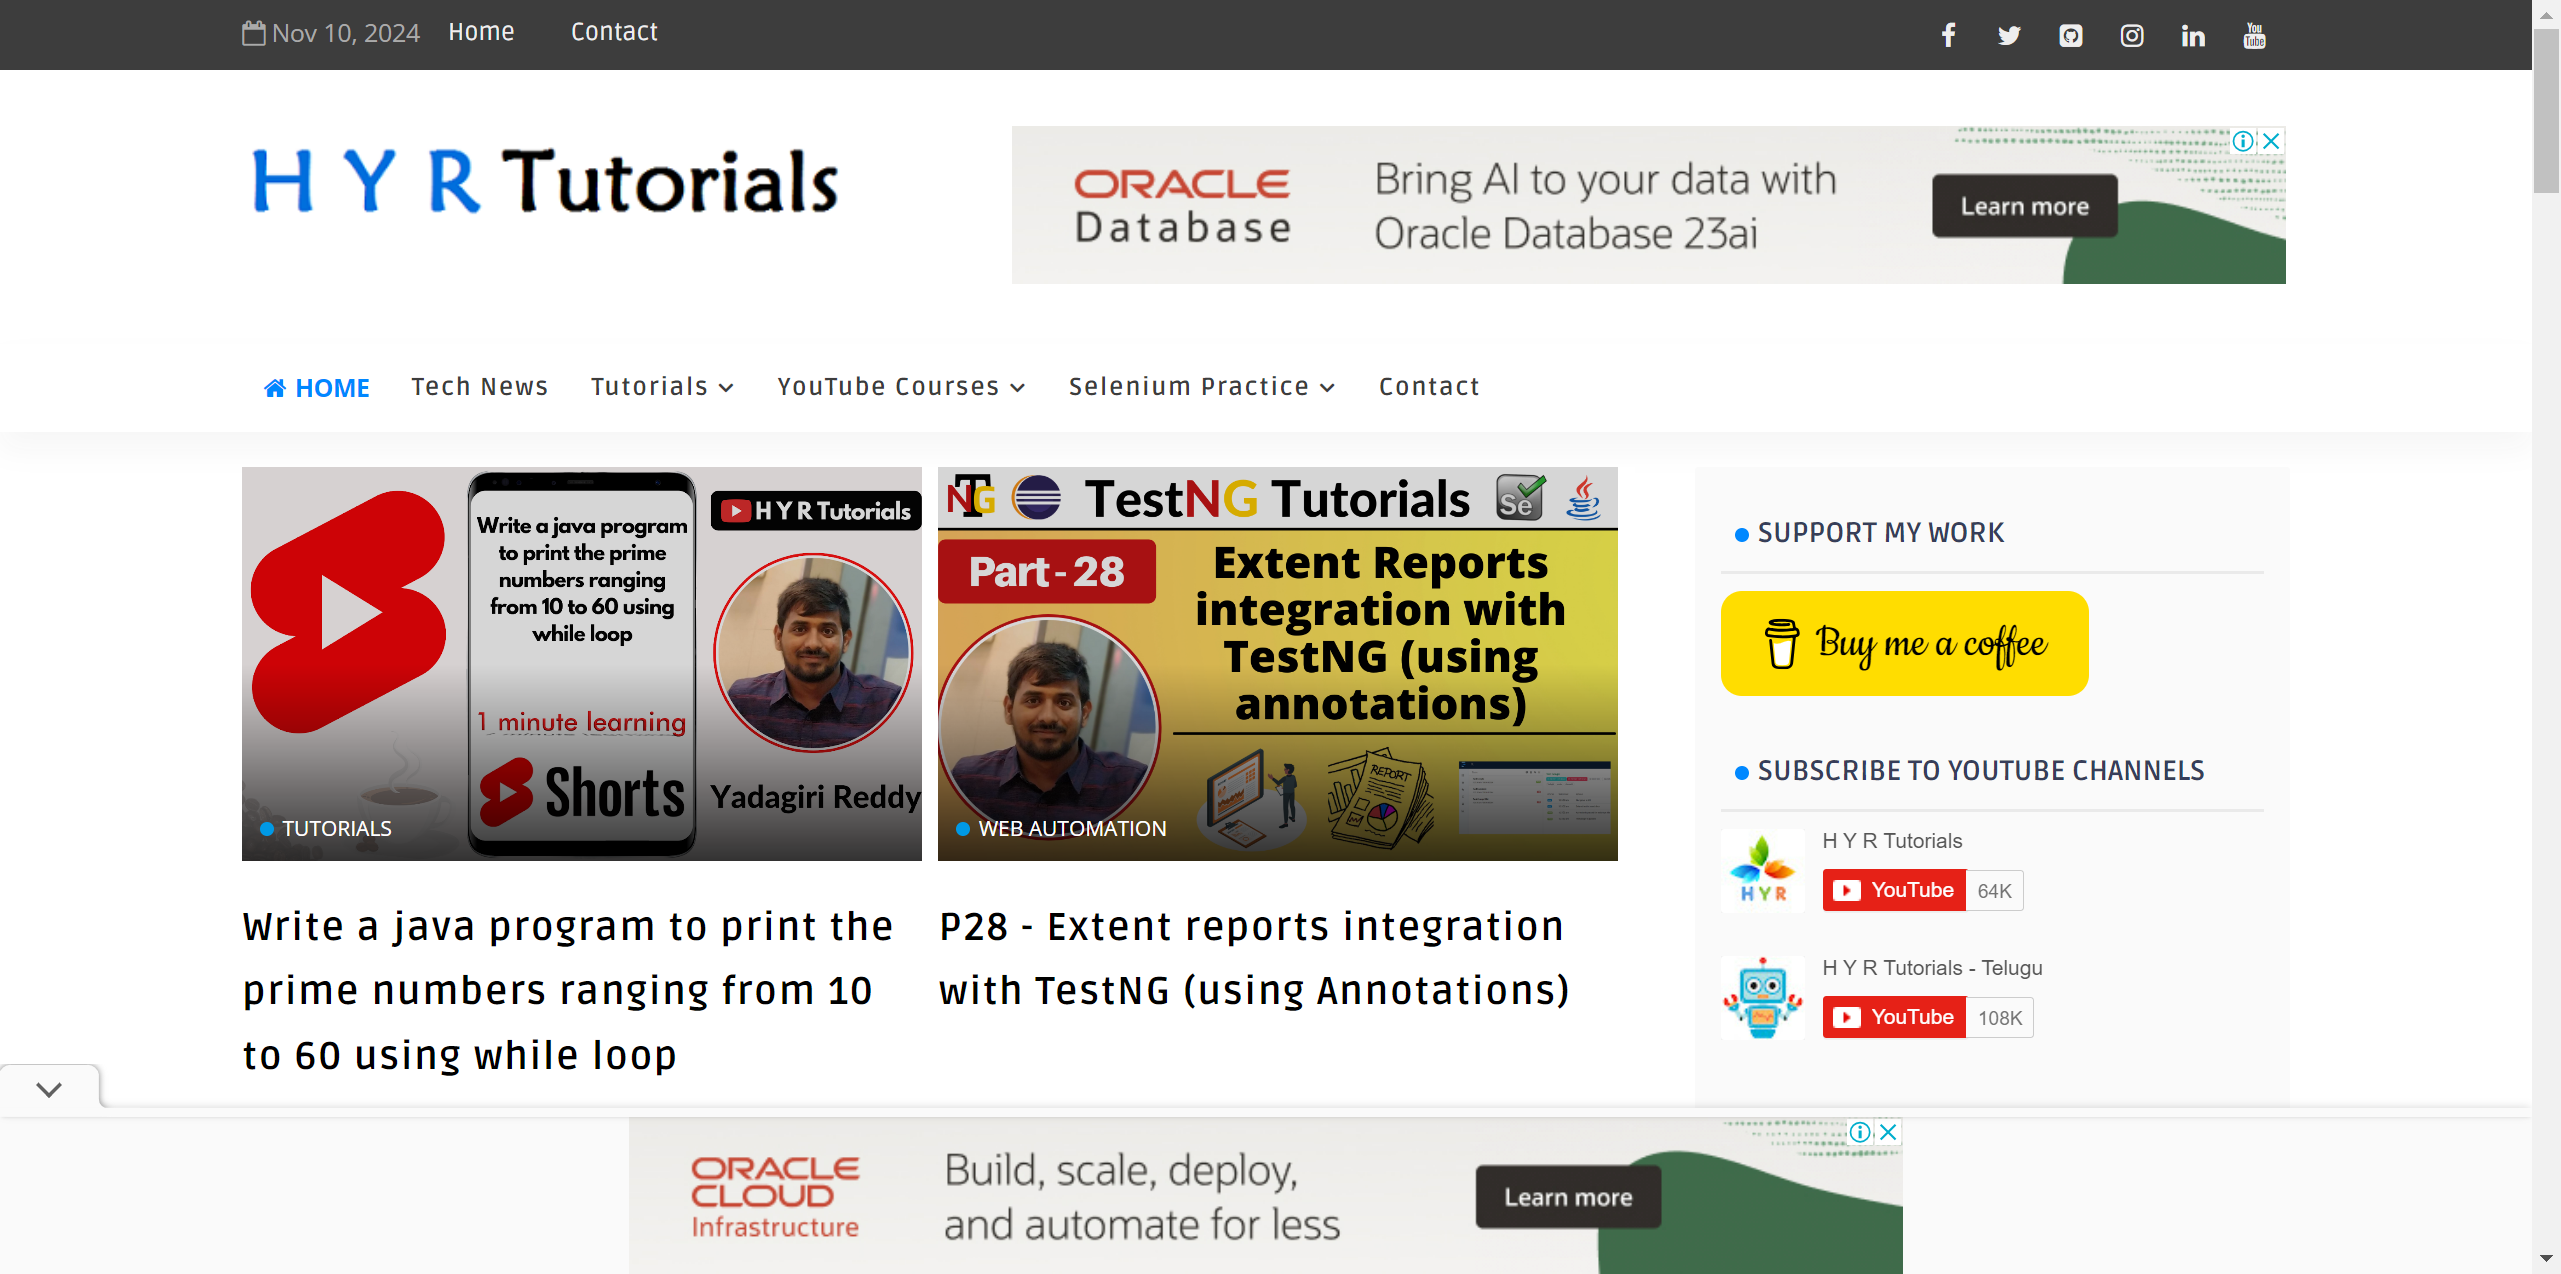 Nov 10, 2024 Home Contact
You
Tube
H Y R Tutorials
ORACLE
Database
Bring AI to your data with
Oracle Database 23ai
Learn more
HOME Tech News Tutorials YouTube Courses Selenium Practice Contact
Write a java program
to print the prime
numbers ranging
from 10 to 60 using
while loop
1 minute learning
Shorts
H Y R Tutorials
Yadagiri Reddy
TUTORIALS
NTG TestNG Tutorials Se
Part - 28
Extent Reports
integration with
TestNG (using
annotations)
REPORT
WEB AUTOMATION
Write a java program to print the
prime numbers ranging from 10
to 60 using while loop
P28 - Extent reports integration
with TestNG (using Annotations)
SUPPORT MY WORK
Buy me a coffee
SUBSCRIBE TO YOUTUBE CHANNELS
HYR
H Y R Tutorials
YouTube 64K
H Y R Tutorials - Telugu
YouTube 108K
ORACLE
CLOUD
Infrastructure
Build, scale, deploy,
and automate for less
Learn more